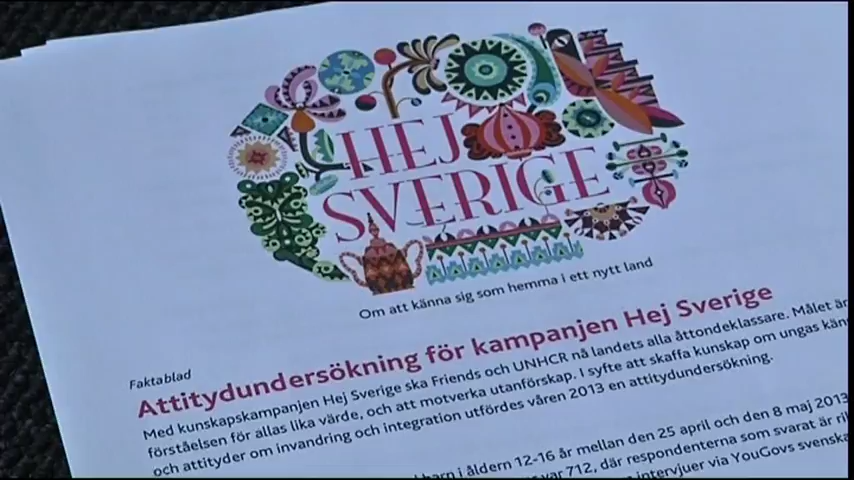 HEJ
SVERIGE
Om att känna sig som hemma i ett nytt land
Faktablad
Attitydundersökning för kampanjen Hej Sverige
Med kunskapskampanjen Hej Sverige ska Friends och UNHCR nå landets alla åttondeklassare. Målet är
förståelsen för allas lika värde, och att motverka utanförskap. I syfte att skaffa kunskap om ungas
och attityder om invandring och integration utfördes våren 2013 en attitydundersökning.
i åldern 12-16 år mellan den 25 april och den 8 maj 2013
var 712, där respondenterna som svarat är
intervjuer via YouGovs svenska